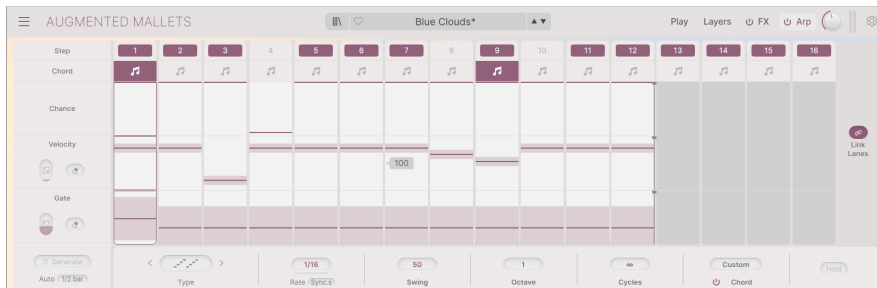 AUGMENTED MALLETS
Blue Clouds*
Play Layers FX Arp
Step 1 2 3 4 5 6 7 8 9 10 11 12 13 14 15 16
Chord
Chance
Velocity
100
Link
Lanes
Gate
Generate
Auto 1/2 bar
Type
1/16
Rate Sync.s
50
Swing
1
Octave
∞
Cycles
Custom
Chord
Hold